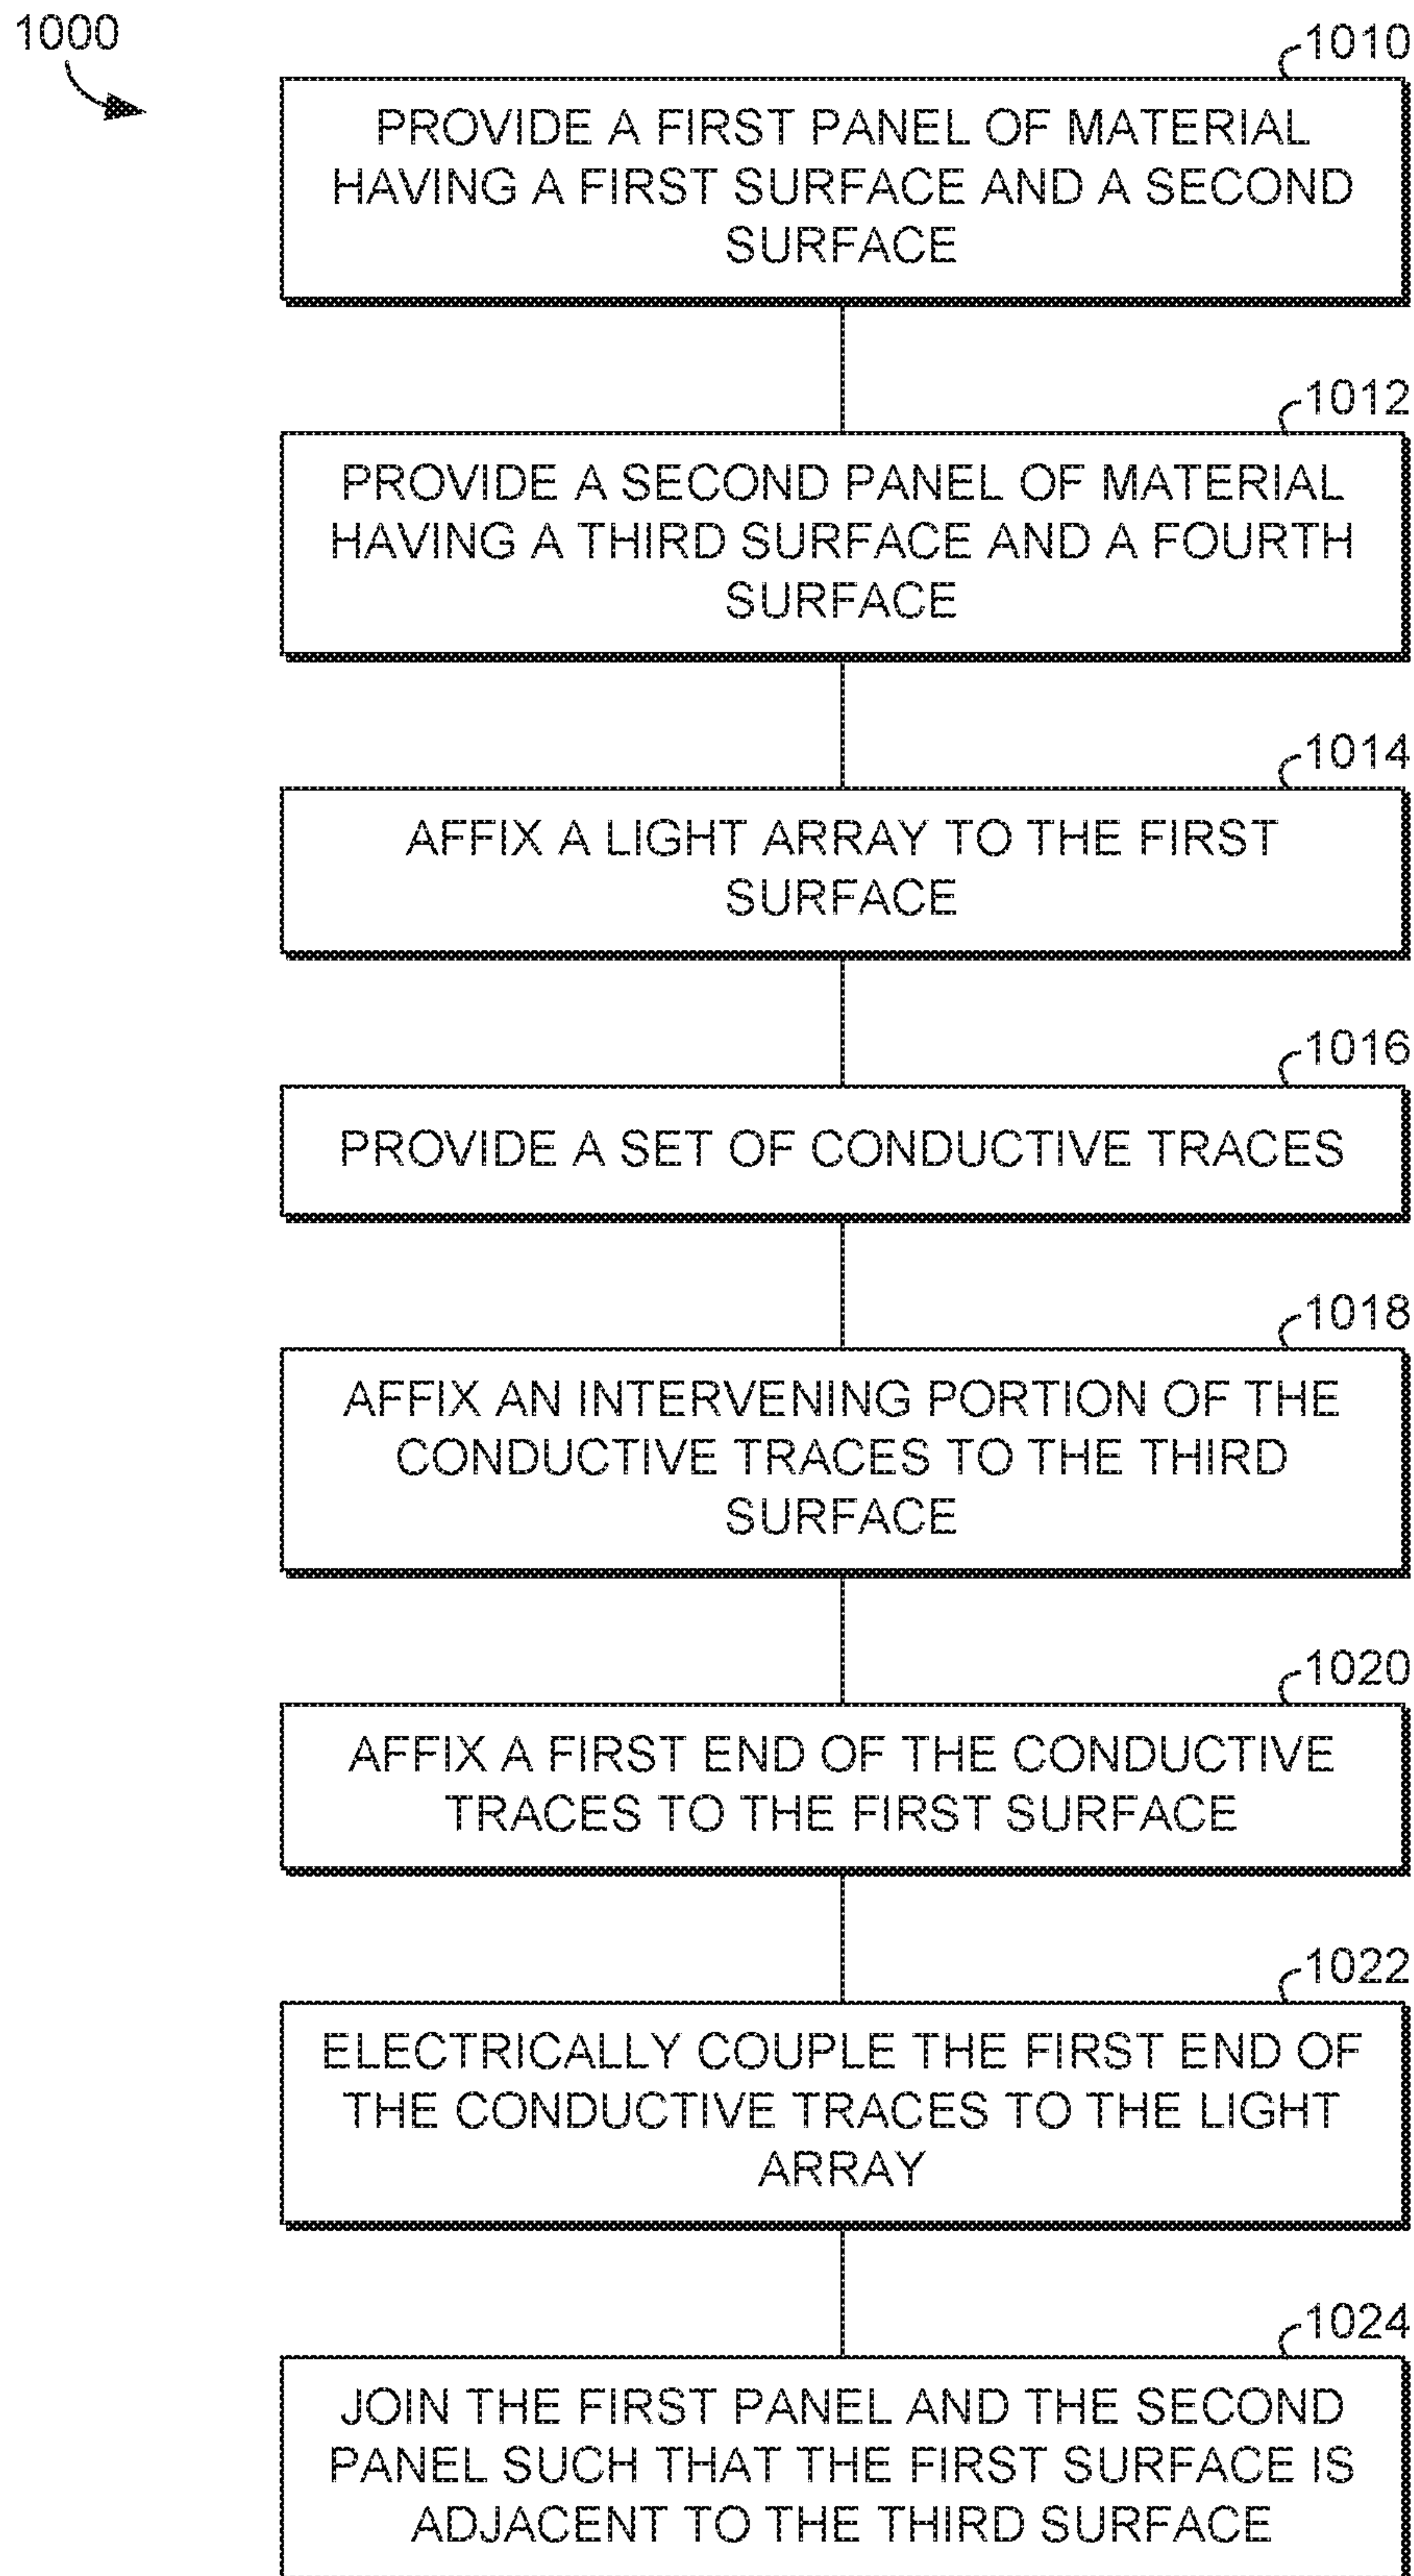 1000
1010
PROVIDE A FIRST PANEL OF MATERIAL
HAVING A FIRST SURFACE AND A SECOND
SURFACE
1012
PROVIDE A SECOND PANEL OF MATERIAL
HAVING A THIRD SURFACE AND A FOURTH
SURFACE
1014
AFFIX A LIGHT ARRAY TO THE FIRST
SURFACE
1016
PROVIDE A SET OF CONDUCTIVE TRACES
1018
AFFIX AN INTERVENING PORTION OF THE
CONDUCTIVE TRACES TO THE THIRD
SURFACE
1020
AFFIX A FIRST END OF THE CONDUCTIVE
TRACES TO THE FIRST SURFACE
1022
ELECTRICALLY COUPLE THE FIRST END OF
THE CONDUCTIVE TRACES TO THE LIGHT
ARRAY
1024
JOIN THE FIRST PANEL AND THE SECOND
PANEL SUCH THAT THE FIRST SURFACE IS
ADJACENT TO THE THIRD SURFACE